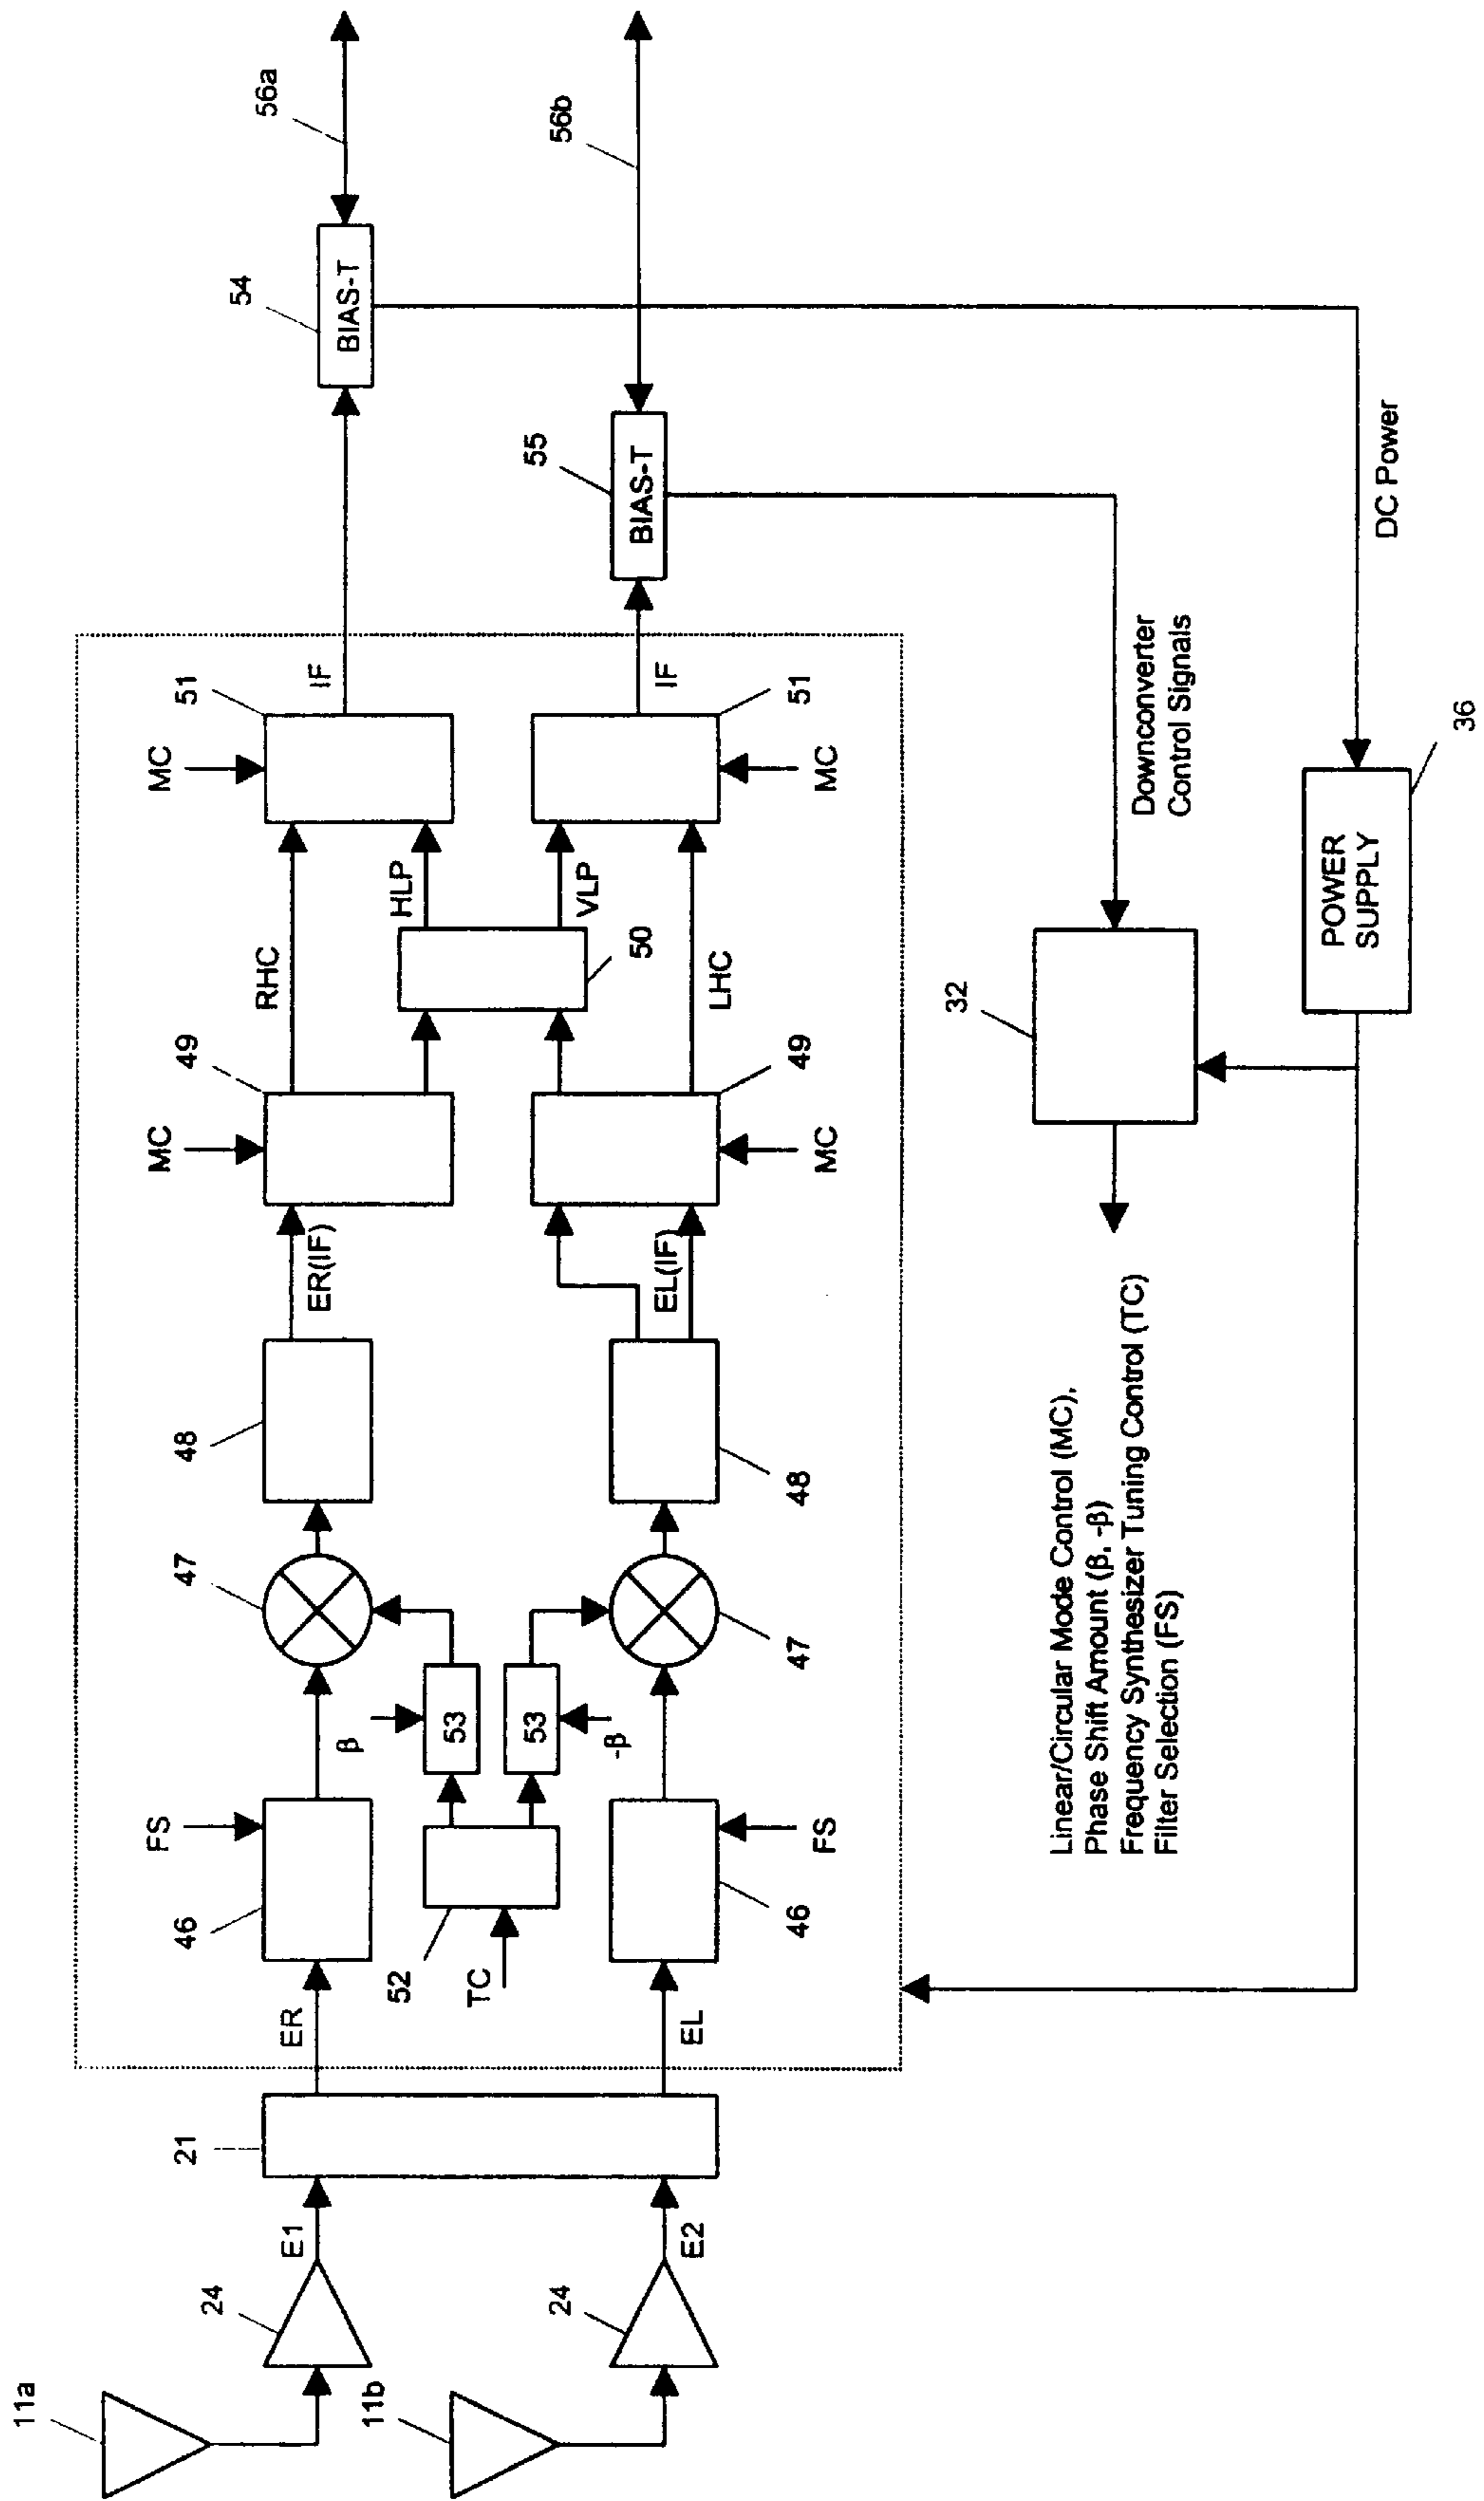 11a
24
E1
21
ER
46
FS
β
47
48
ER(IF)
MC
49
RHC
HLP
MC
51
IF
54
BIAS-T
56a
52
TC
53
53
-β
50
VLP
11b
24
E2
EL
46
FS
47
48
EL(IF)
49
MC
LHC
51
MC
IF
55
BIAS-T
56b
Linear/Circular Mode Control (MC),
Phase Shift Amount (β, -β)
Frequency Synthesizer Tuning Control (TC)
Filter Selection (FS)
32
Downconverter
Control Signals
POWER
SUPPLY
36
DC Power